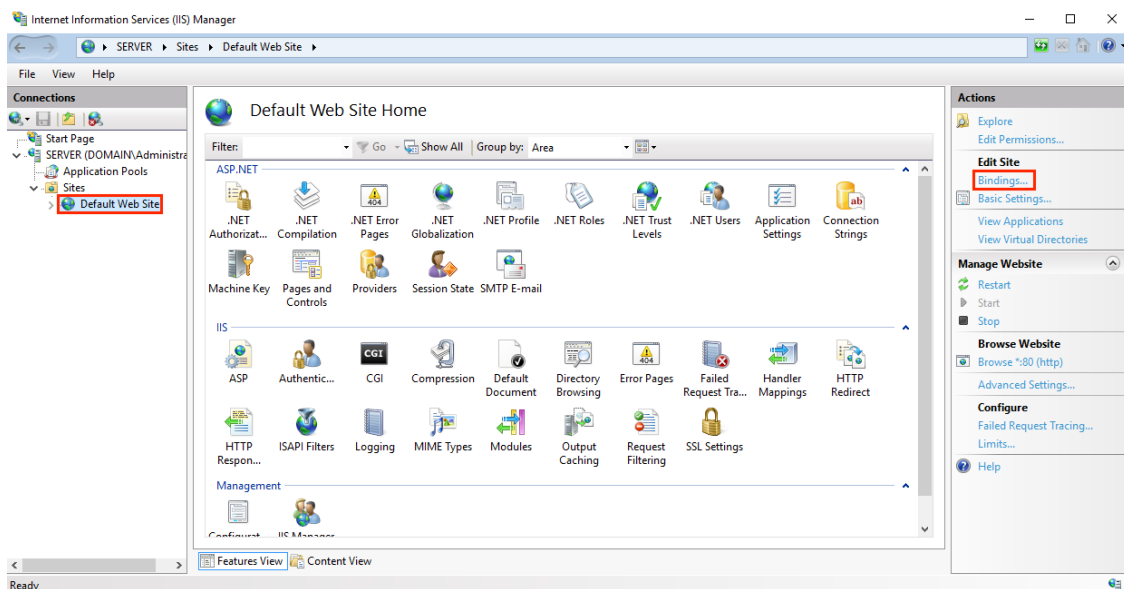 Internet Information Services (IIS) Manager
SERVER Sites Default Web Site
File View Help
Connections
Start Page
SERVER (DOMAIN\Administra
Application Pools
Sites
Default Web Site
Default Web Site Home
Filter: Go Show All Group by: Area
ASP.NET
.NET Authorizat...
.NET Compilation
.NET Error Pages
.NET Globalization
.NET Profile
.NET Roles
.NET Trust Levels
.NET Users
Application Settings
Connection Strings
Machine Key
Pages and Controls
Providers
Session State
SMTP E-mail
IIS
ASP
Authentic...
CGI
CGI
Compression
Default Document
Directory Browsing
404
Error Pages
Failed Request Tra...
Handler Mappings
HTTP Redirect
HTTP Respon...
ISAPI Filters
Logging
MIME Types
Modules
Output Caching
Request Filtering
SSL Settings
Management
Configurat...
IIS Manager
Features View
Content View
Actions
Explore
Edit Permissions...
Edit Site
Bindings...
Basic Settings...
View Applications
View Virtual Directories
Manage Website
Restart
Start
Stop
Browse Website
Browse *:80 (http)
Advanced Settings...
Configure
Failed Request Tracing...
Limits...
Help
Ready